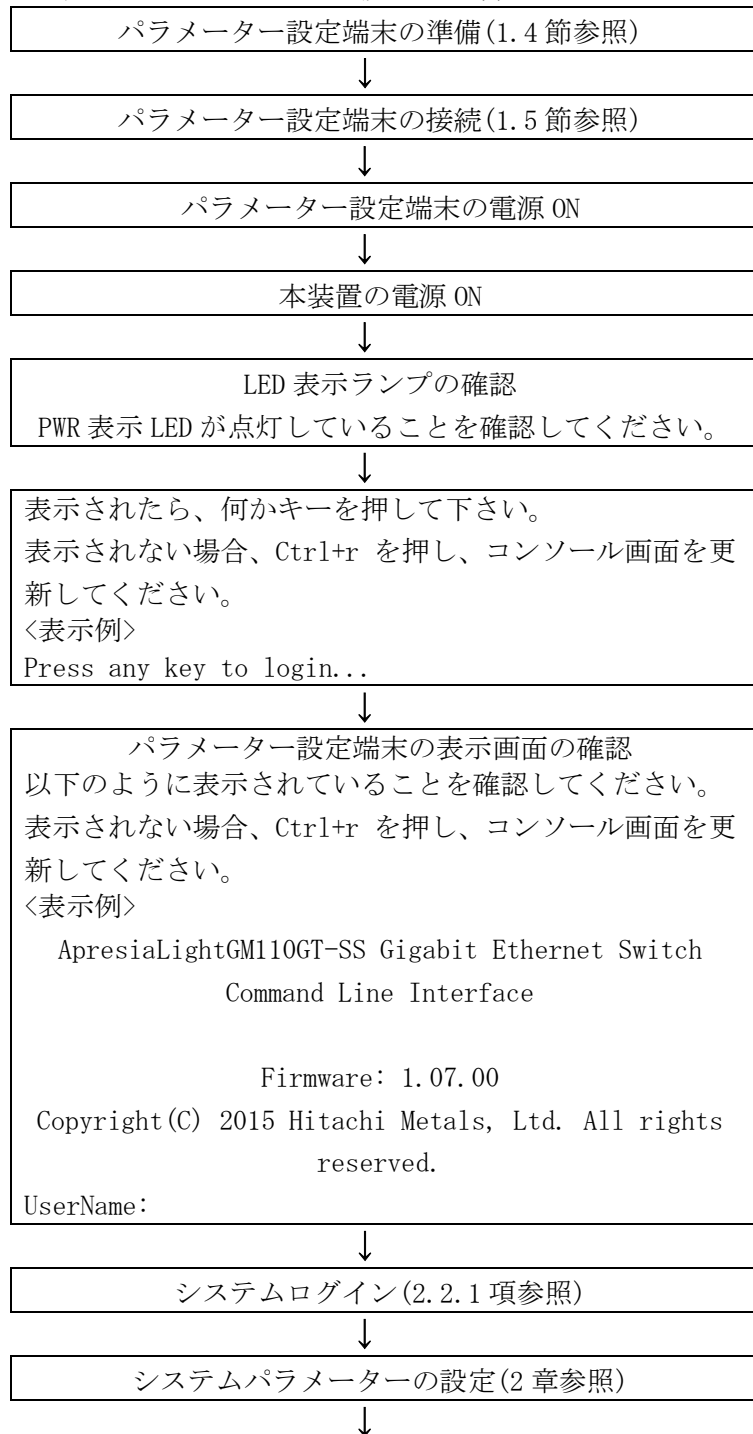 パラメーター設定端末の準備(1.4節参照)
↓
パラメーター設定端末の接続(1.5節参照)
↓
パラメーター設定端末の電源 ON
↓
本装置の電源 ON
↓
LED 表示ランプの確認
PWR 表示 LED が点灯していることを確認してください。
↓
表示されたら、何かキーを押して下さい。
表示されない場合、Ctrl+r を押し、コンソール画面を更
新してください。
<表示例>
Press any key to login...
↓
パラメーター設定端末の表示画面の確認
以下のように表示されていることを確認してください。
表示されない場合、Ctrl+r を押し、コンソール画面を更
新してください。
<表示例>
ApresiaLightGM110GT-SS Gigabit Ethernet Switch
Command Line Interface
Firmware: 1.07.00
Copyright(C) 2015 Hitachi Metals, Ltd. All rights
reserved.
UserName:
↓
システムログイン(2.2.1項参照)
↓
システムパラメーターの設定(2章参照)
↓